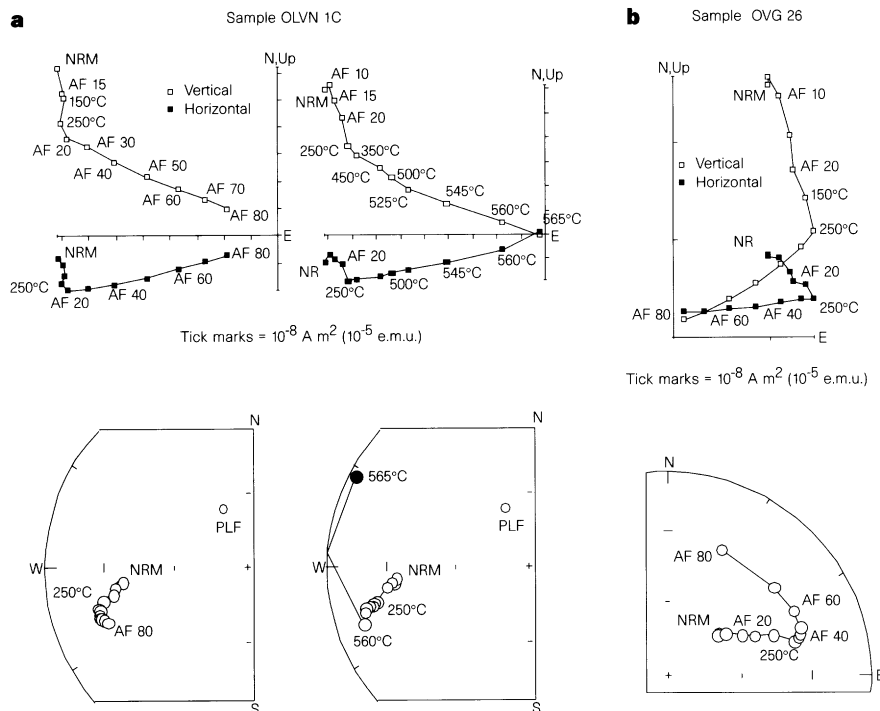 a
Sample OLVN 1C
NRM
AF 15
150°C
250°C
AF 20
AF 30
AF 40
AF 50
AF 60
AF 70
AF 80
□ Vertical
■ Horizontal
N,Up
E
NRM
250°C
AF 20
AF 40
AF 60
AF 80
AF 10
NRM
AF 15
AF 20
250°C
350°C
450°C
500°C
525°C
545°C
560°C
565°C
N,Up
E
NR
AF 20
250°C
500°C
545°C
560°C
Tick marks = 10⁻⁸ A m² (10⁻⁵ e.m.u.)
b
Sample OVG 26
N,Up
NRM
AF 10
AF 20
150°C
250°C
□ Vertical
■ Horizontal
NR
AF 20
AF 80
AF 60
AF 40
250°C
E
Tick marks = 10⁻⁸ A m² (10⁻⁵ e.m.u.)
N
PLF
W
NRM
250°C
AF 80
S
N
565°C
PLF
W
NRM
250°C
560°C
S
N
AF 80
AF 60
NRM
AF 20
AF 40
250°C
E